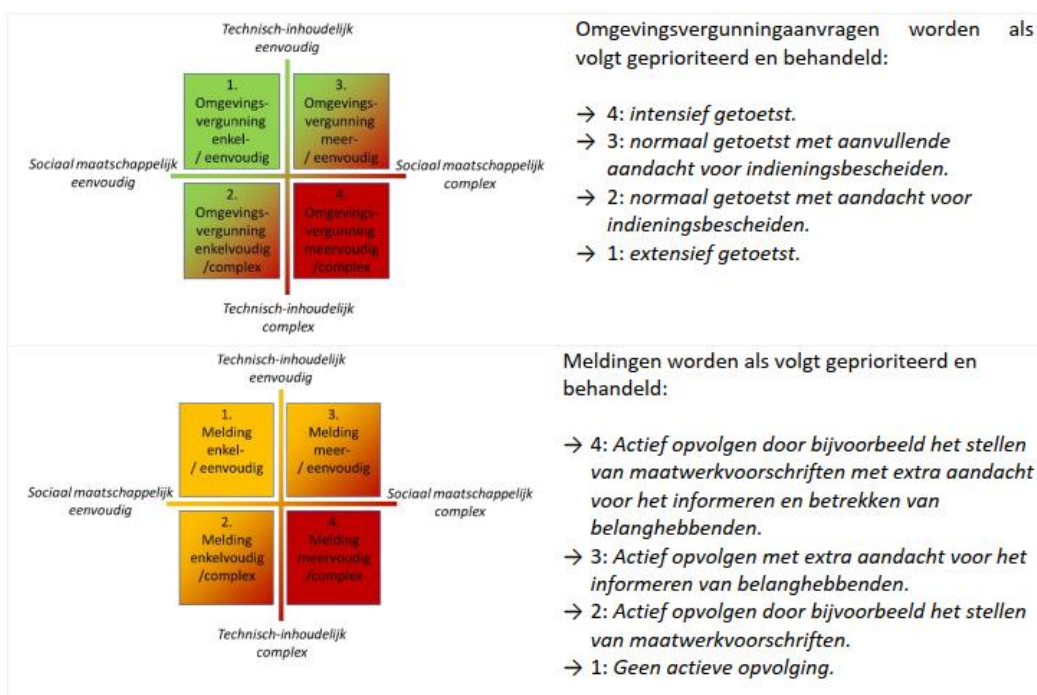 Technisch-inhoudelijk
eenvoudig
1.
Omgevings-
vergunning
enkel-
/ eenvoudig
3.
Omgevings-
vergunning
meer-
/ eenvoudig
Sociaal maatschappelijk
eenvoudig
Sociaal maatschappelijk
complex
2.
Omgevings-
vergunning
enkelvoudig
/complex
4.
Omgevings-
vergunning
meervoudig
/complex
Technisch-inhoudelijk
complex
Omgevingsvergunningaanvragen worden als
volgt geprioriteerd en behandeld:
→ 4: intensief getoetst.
→ 3: normaal getoetst met aanvullende
aandacht voor indieningsbescheiden.
→ 2: normaal getoetst met aandacht voor
indieningsbescheiden.
→ 1: extensief getoetst.
Technisch-inhoudelijk
eenvoudig
1.
Melding
enkel-
/ eenvoudig
3.
Melding
meer-
/ eenvoudig
Sociaal maatschappelijk
eenvoudig
Sociaal maatschappelijk
complex
2.
Melding
enkelvoudig
/complex
4.
Melding
meervoudig
/complex
Technisch-inhoudelijk
complex
Meldingen worden als volgt geprioriteerd en
behandeld:
→ 4: Actief opvolgen door bijvoorbeeld het stellen
van maatwerkvoorschriften met extra aandacht
voor het informeren en betrekken van
belanghebbenden.
→ 3: Actief opvolgen met extra aandacht voor het
informeren van belanghebbenden.
→ 2: Actief opvolgen door bijvoorbeeld het stellen
van maatwerkvoorschriften.
→ 1: Geen actieve opvolging.